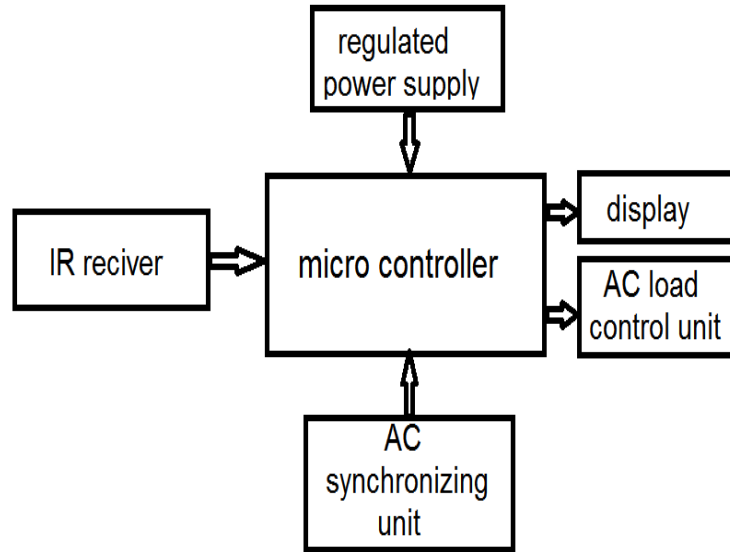 regulated
power supply
IR reciver
micro controller
display
AC load
control unit
AC
synchronizing
unit